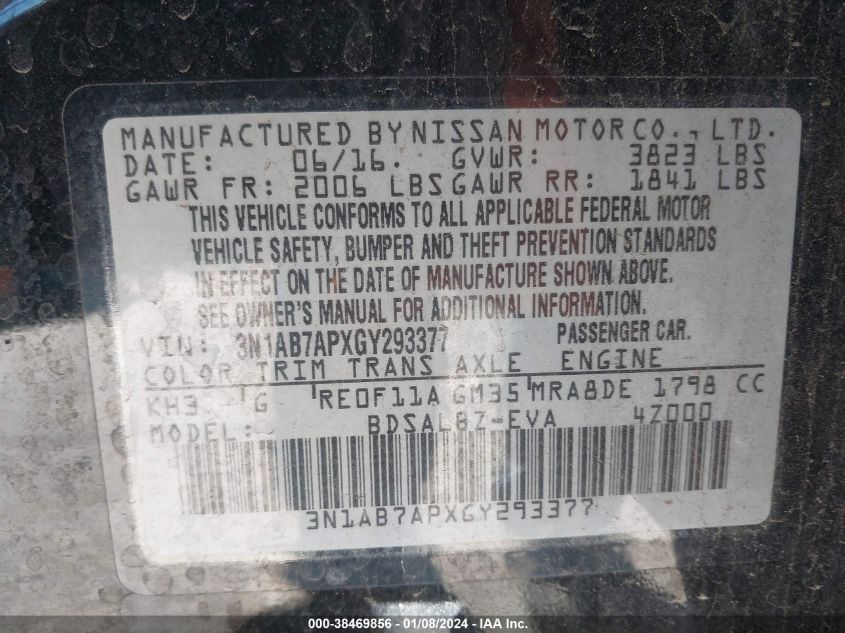 MANUFACTURED BY NISSAN MOTOR CO., LTD.
DATE: 06/16. GVWR: 3823 LBS
GAWR FR: 2006 LBS GAWR RR: 1841 LBS
THIS VEHICLE CONFORMS TO ALL APPLICABLE FEDERAL MOTOR
VEHICLE SAFETY, BUMPER AND THEFT PREVENTION STANDARDS
IN EFFECT ON THE DATE OF MANUFACTURE SHOWN ABOVE.
SEE OWNER'S MANUAL FOR ADDITIONAL INFORMATION.
VIN: 3N1AB7APXGY293377 PASSENGER CAR.
COLOR TRIM TRANS AXLE ENGINE
KH3 G RE0F11A GM35 MRA8DE 1798 CC
MODEL: BDSALBZ-EVA 4Z000
3N1AB7APXGY293377
000-38469856 - 01/08/2024 - IAA Inc.